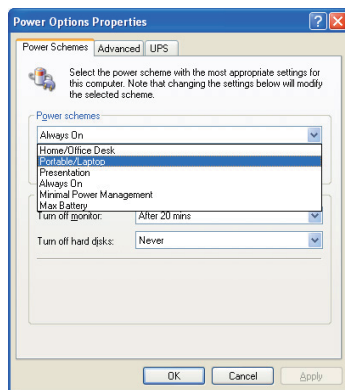 Power Options Properties
Power Schemes Advanced UPS
Select the power scheme with the most appropriate settings for
this computer. Note that changing the settings below will modify
the selected scheme.
Power schemes
Always On
Home/Office Desk
Portable/Laptop
Presentation
Always On
Minimal Power Management
Max Battery
Turn off monitor: After 20 mins
Turn off hard disks: Never
OK Cancel Apply